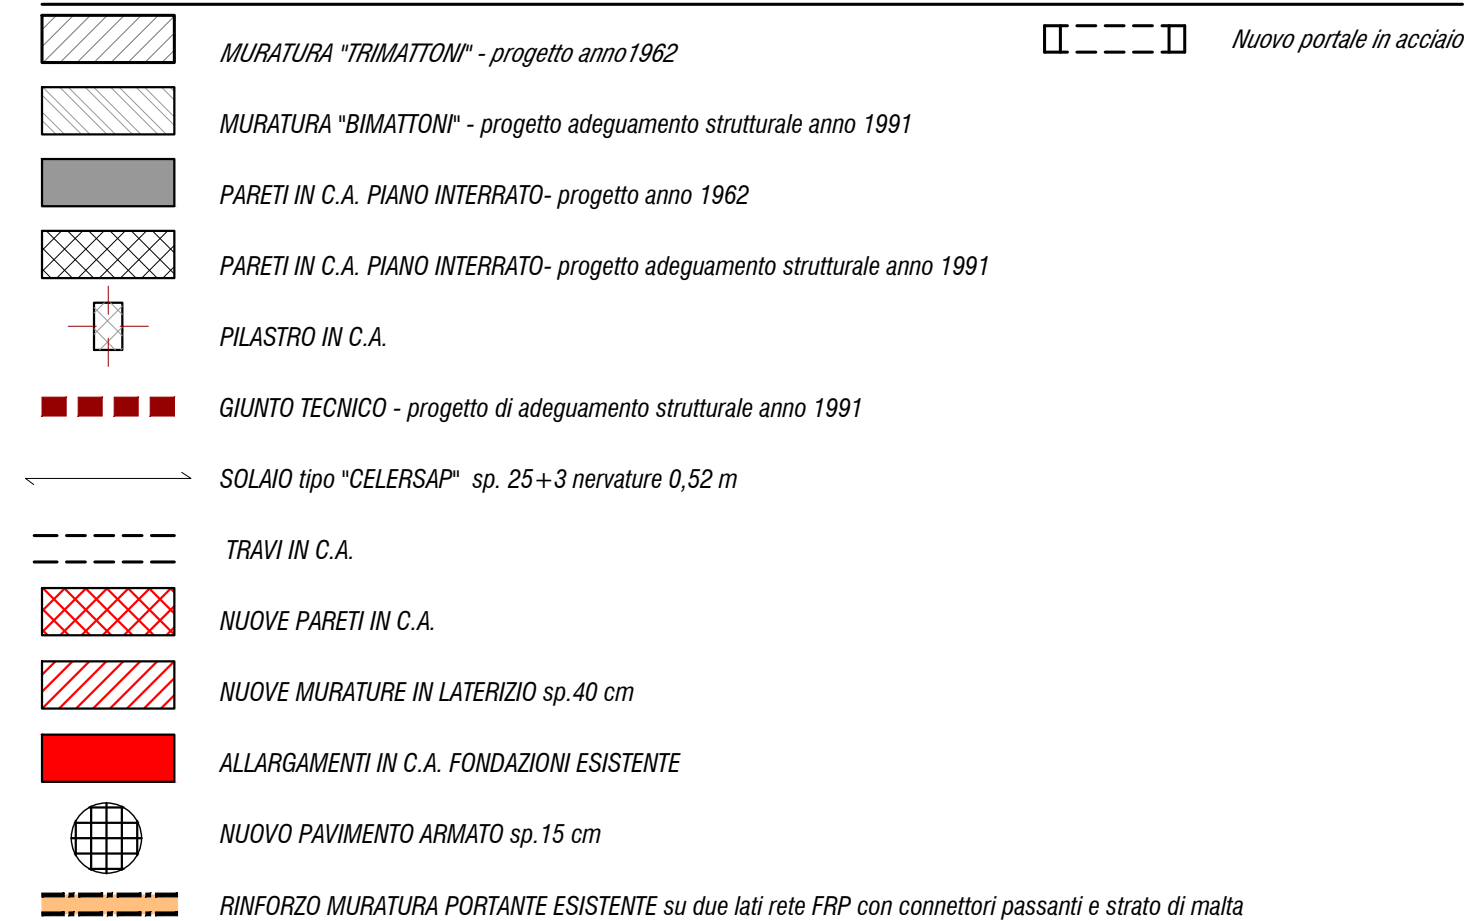 MURATURA "TRIMATTONI" - progetto anno1962
Nuovo portale in acciaio
MURATURA "BIMATTONI" - progetto adeguamento strutturale anno 1991
PARETI IN C.A. PIANO INTERRATO- progetto anno 1962
PARETI IN C.A. PIANO INTERRATO- progetto adeguamento strutturale anno 1991
PILASTRO IN C.A.
GIUNTO TECNICO - progetto di adeguamento strutturale anno 1991
SOLAIO tipo "CELERSAP" sp. 25+3 nervature 0,52 m
TRAVI IN C.A.
NUOVE PARETI IN C.A.
NUOVE MURATURE IN LATERIZIO sp.40 cm
ALLARGAMENTI IN C.A. FONDAZIONI ESISTENTE
NUOVO PAVIMENTO ARMATO sp.15 cm
RINFORZO MURATURA PORTANTE ESISTENTE su due lati rete FRP con connettori passanti e strato di malta